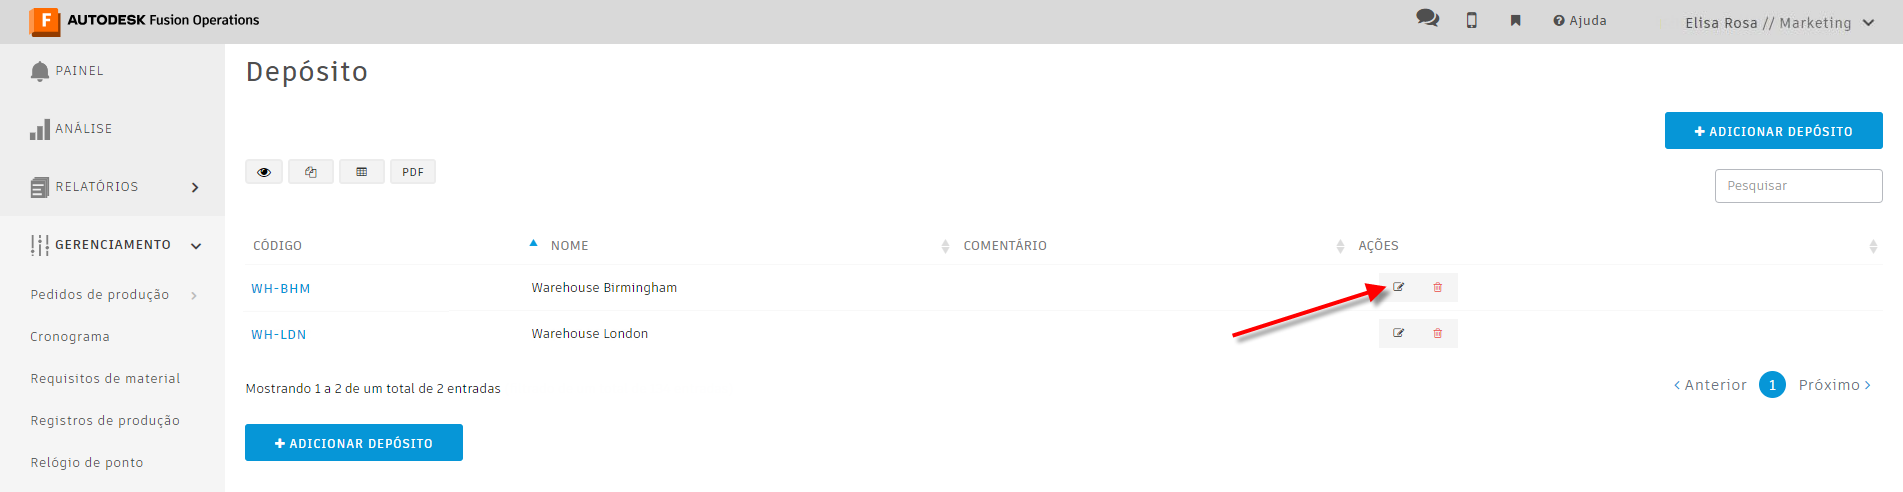 AUTODESK Fusion Operations
Ajuda
Elisa Rosa // Marketing
PAINEL
ANÁLISE
RELATÓRIOS
GERENCIAMENTO
Pedidos de produção
Cronograma
Requisitos de material
Registros de produção
Relógio de ponto
Depósito
+ ADICIONAR DEPÓSITO
PDF
Pesquisar
CÓDIGO NOME COMENTÁRIO AÇÕES
WH-BHM Warehouse Birmingham
WH-LDN Warehouse London
Mostrando 1 a 2 de um total de 2 entradas
< Anterior 1 Próximo >
+ ADICIONAR DEPÓSITO